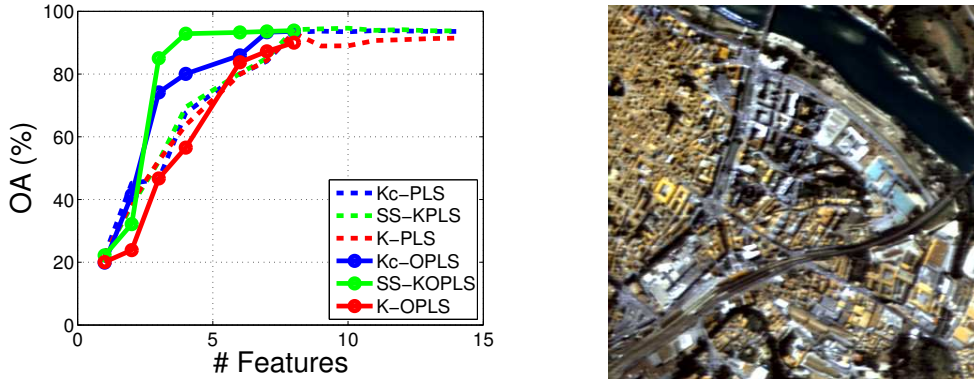 100
80
60
40
20
0
OA (%)
0
5
10
15
# Features
Kc−PLS
SS−KPLS
K−PLS
Kc−OPLS
SS−KOPLS
K−OPLS